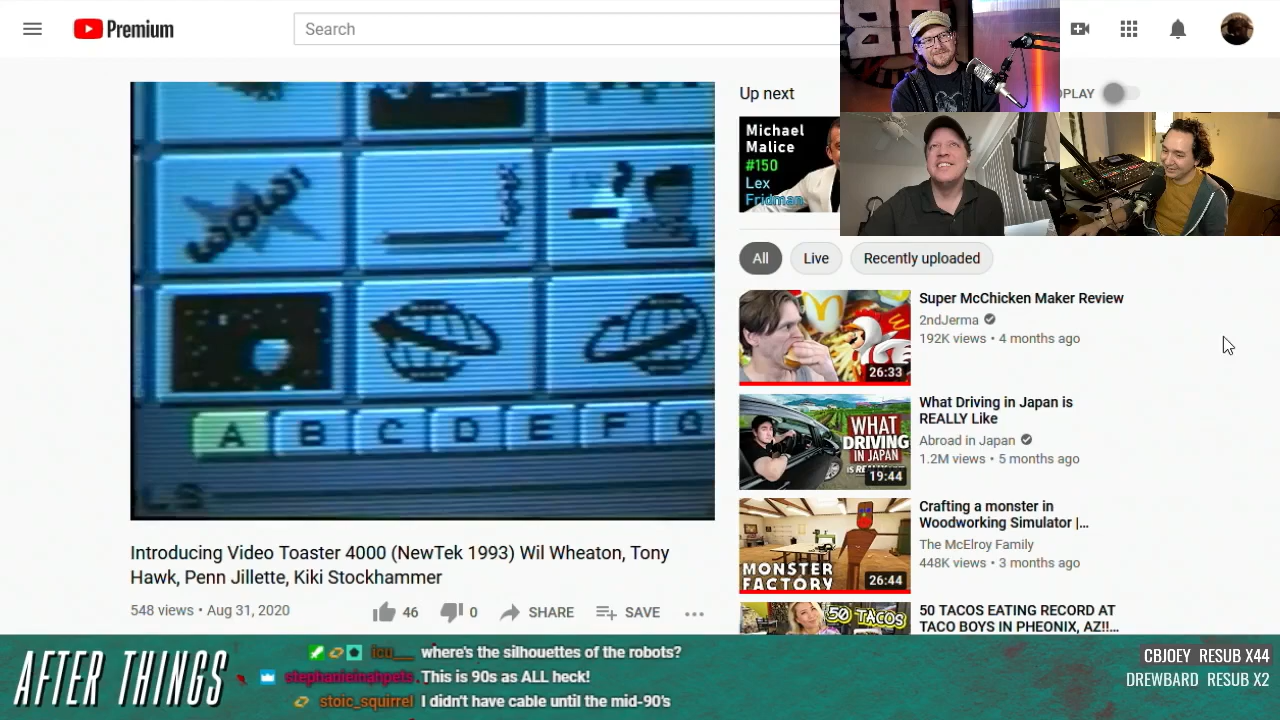 Premium
Search
PLAY
WOW!
A B C D E F G
Up next
Michael
Malice
#150
Lex
Fridman
All
Live
Recently uploaded
26:33
Super McChicken Maker Review
2ndJerma
192K views • 4 months ago
WHAT
DRIVING
IN JAPAN
19:44
What Driving in Japan is
REALLY Like
Abroad in Japan
1.2M views • 5 months ago
MONSTER
FACTORY
26:44
Crafting a monster in
Woodworking Simulator |...
The McElroy Family
448K views • 3 months ago
50 TACOS
50 TACOS EATING RECORD AT
TACO BOYS IN PHEONIX, AZ!!...
Introducing Video Toaster 4000 (NewTek 1993) Wil Wheaton, Tony
Hawk, Penn Jillette, Kiki Stockhammer
548 views • Aug 31, 2020
46
0
SHARE
SAVE
AFTER THINGS
icu__ where's the silhouettes of the robots?
This is 90s as ALL heck!
stoic_squirrel I didn't have cable until the mid-90's
CBJOEY RESUB X44
DREWBARD RESUB X2